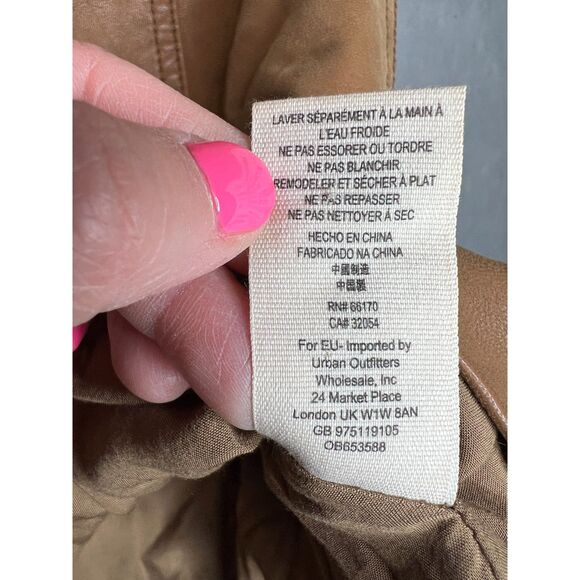 LAVER SÉPARÉMENT À LA MAIN À
L'EAU FROIDE
NE PAS ESSORER OU TORDRE
NE PAS BLANCHIR
REMODELER ET SÉCHER À PLAT
NE PAS REPASSER
NE PAS NETTOYER À SEC
HECHO EN CHINA
FABRICADO NA CHINA
中國制造
中国製
RN# 66170
CA# 32054
For EU- Imported by
Urban Outfitters
Wholesale, Inc
24 Market Place
London UK W1W 8AN
GB 975119105
OB653588